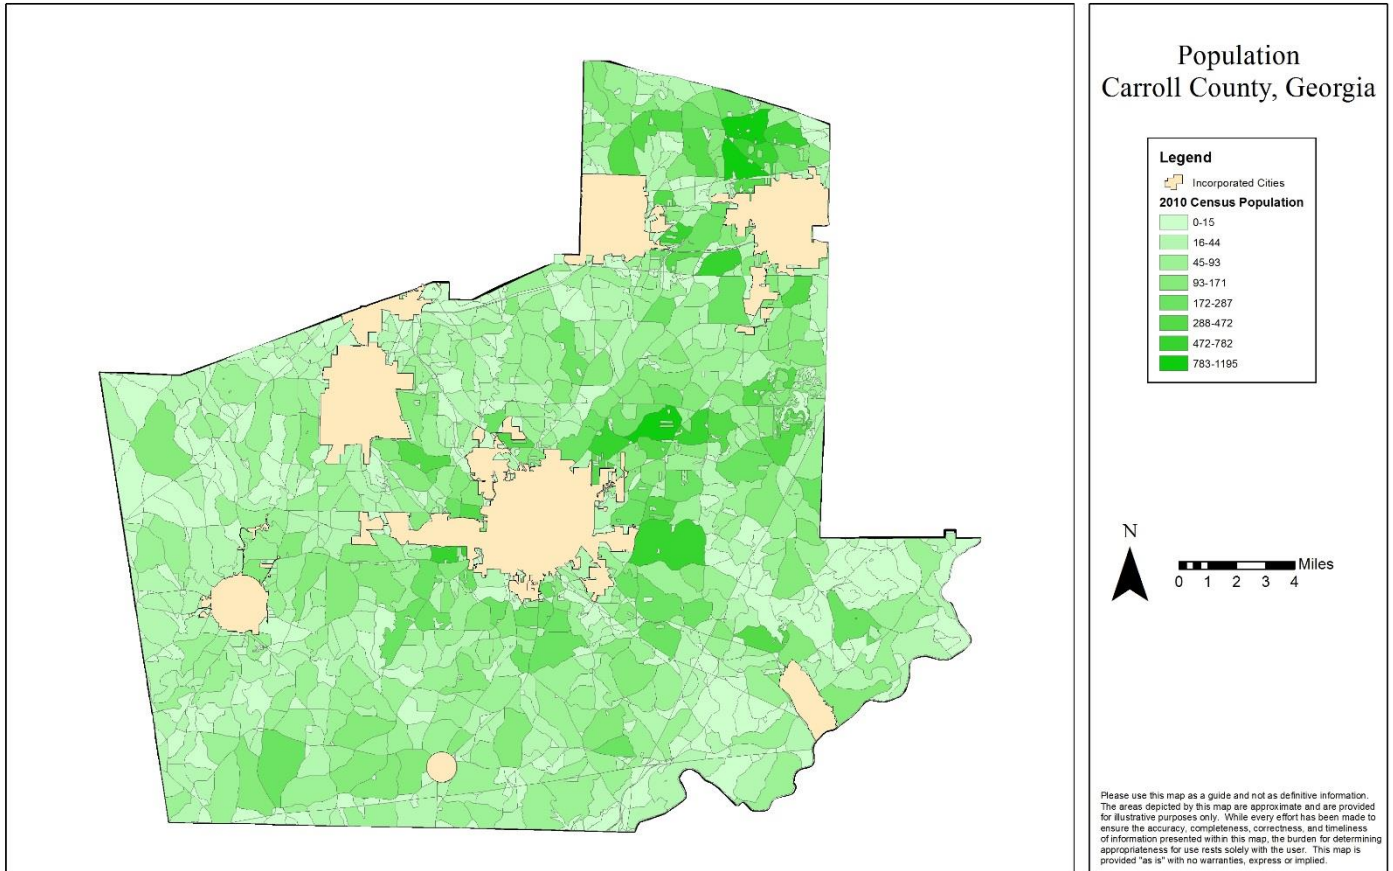 Population
Carroll County, Georgia
Legend
Incorporated Cities
2010 Census Population
0-15
16-44
45-93
93-171
172-287
288-472
472-782
783-1195
N
Miles
0 1 2 3 4
Please use this map as a guide and not as definitive information.
The areas depicted by this map are approximate and are provided
for illustrative purposes only. While every effort has been made to
ensure the accuracy, completeness, correctness, and timeliness
of information presented within this map, the burden for determining
appropriateness for use rests solely with the user. This map is
provided "as is" with no warranties, express or implied.